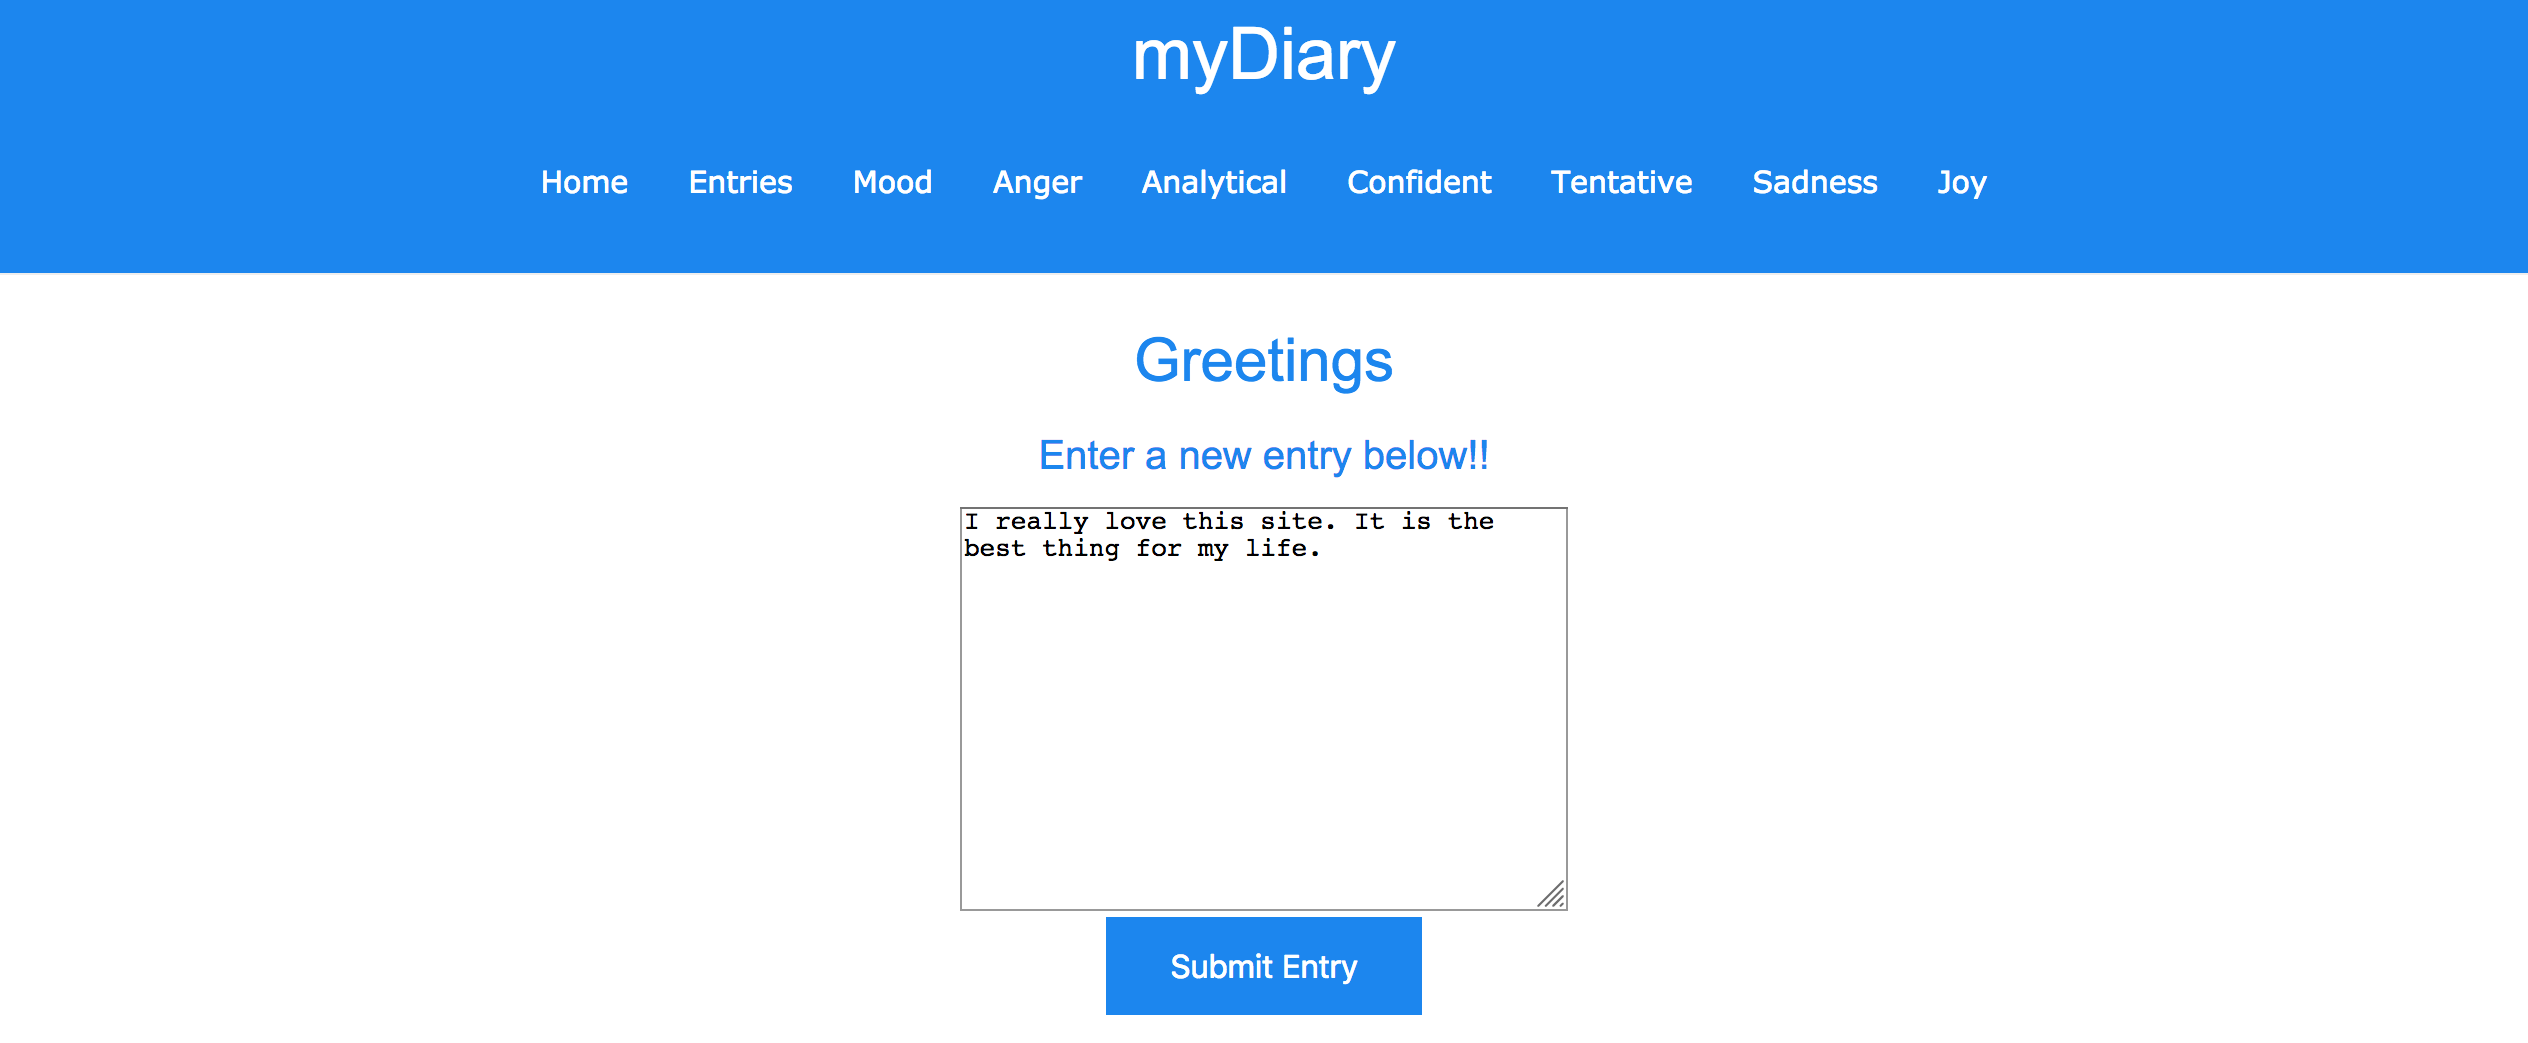 myDiary
Home Entries Mood Anger Analytical Confident Tentative Sadness Joy
Greetings
Enter a new entry below!!
I really love this site. It is the
best thing for my life.
Submit Entry